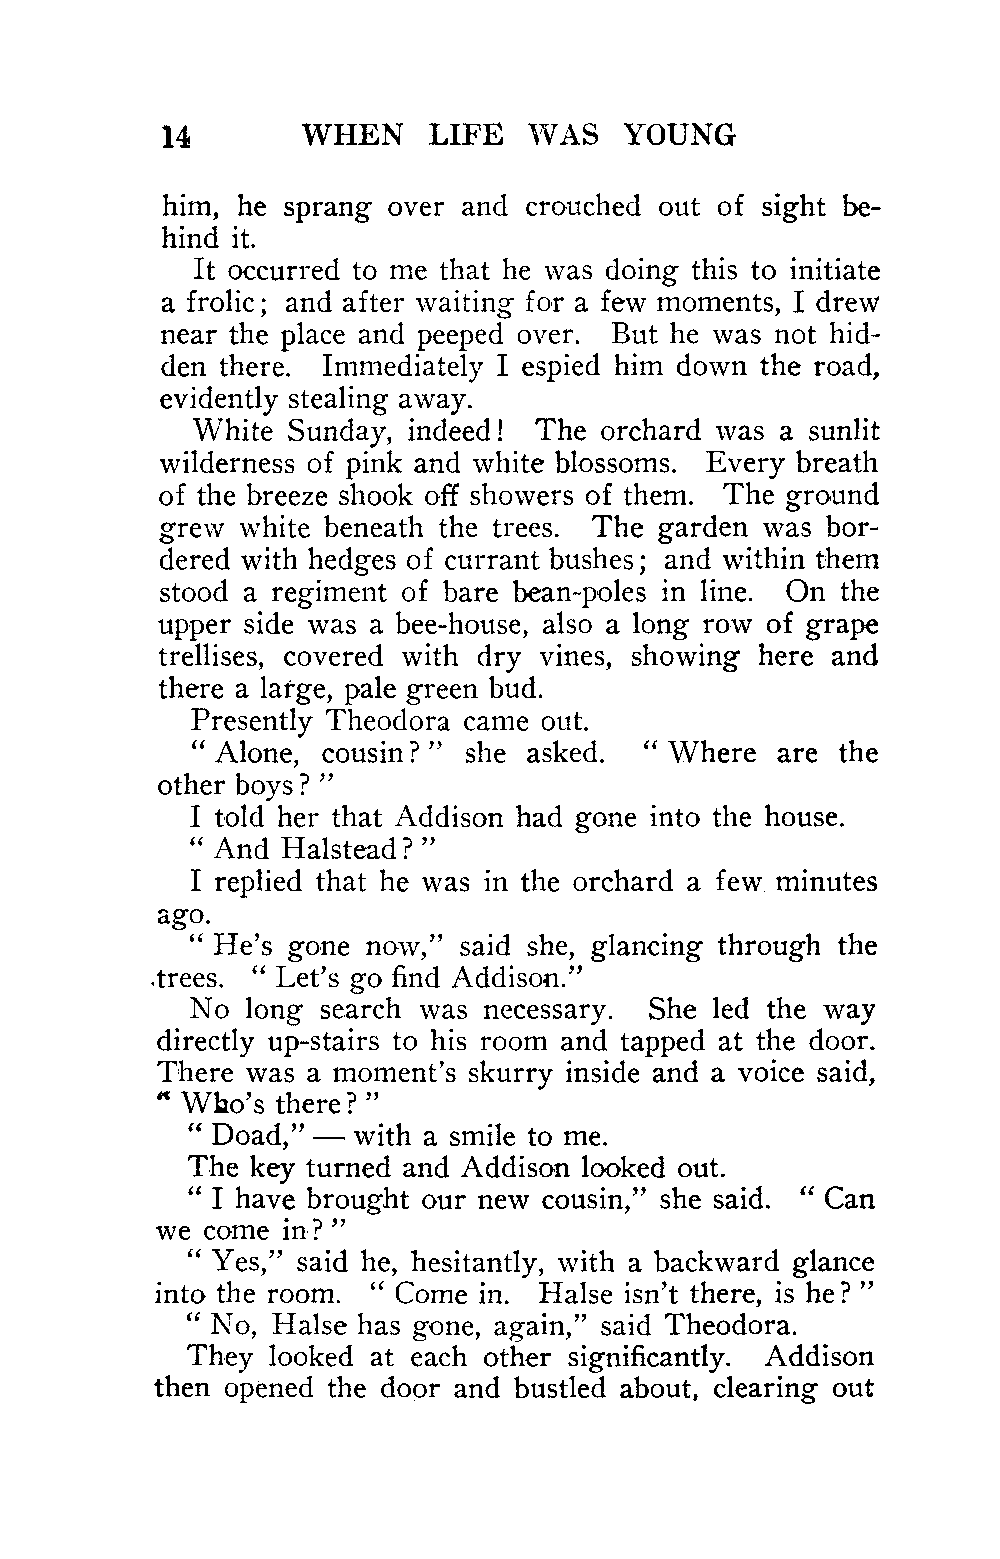 14 WHEN LIFE WAS YOUNG
him, he sprang over and crouched out of sight be-
hind it.
It occurred to me that he was doing this to initiate
a frolic; and after waiting for a few moments, I drew
near the place and peeped over. But he was not hid-
den there. Immediately I espied him down the road,
evidently stealing away.
White Sunday, indeed! The orchard was a sunlit
wilderness of pink and white blossoms. Every breath
of the breeze shook off showers of them. The ground
grew white beneath the trees. The garden was bor-
dered with hedges of currant bushes; and within them
stood a regiment of bare bean-poles in line. On the
upper side was a bee-house, also a long row of grape
trellises, covered with dry vines, showing here and
there a large, pale green bud.
Presently Theodora came out.
" Alone, cousin? " she asked. " Where are the
other boys? "
I told her that Addison had gone into the house.
" And Halstead? "
I replied that he was in the orchard a few minutes
ago.
" He's gone now," said she, glancing through the
trees. " Let's go find Addison."
No long search was necessary. She led the way
directly up-stairs to his room and tapped at the door.
There was a moment's skurry inside and a voice said,
" Who's there? "
" Doad," — with a smile to me.
The key turned and Addison looked out.
" I have brought our new cousin," she said. " Can
we come in? "
" Yes," said he, hesitantly, with a backward glance
into the room. " Come in. Halse isn't there, is he? "
" No, Halse has gone, again," said Theodora.
They looked at each other significantly. Addison
then opened the door and bustled about, clearing out